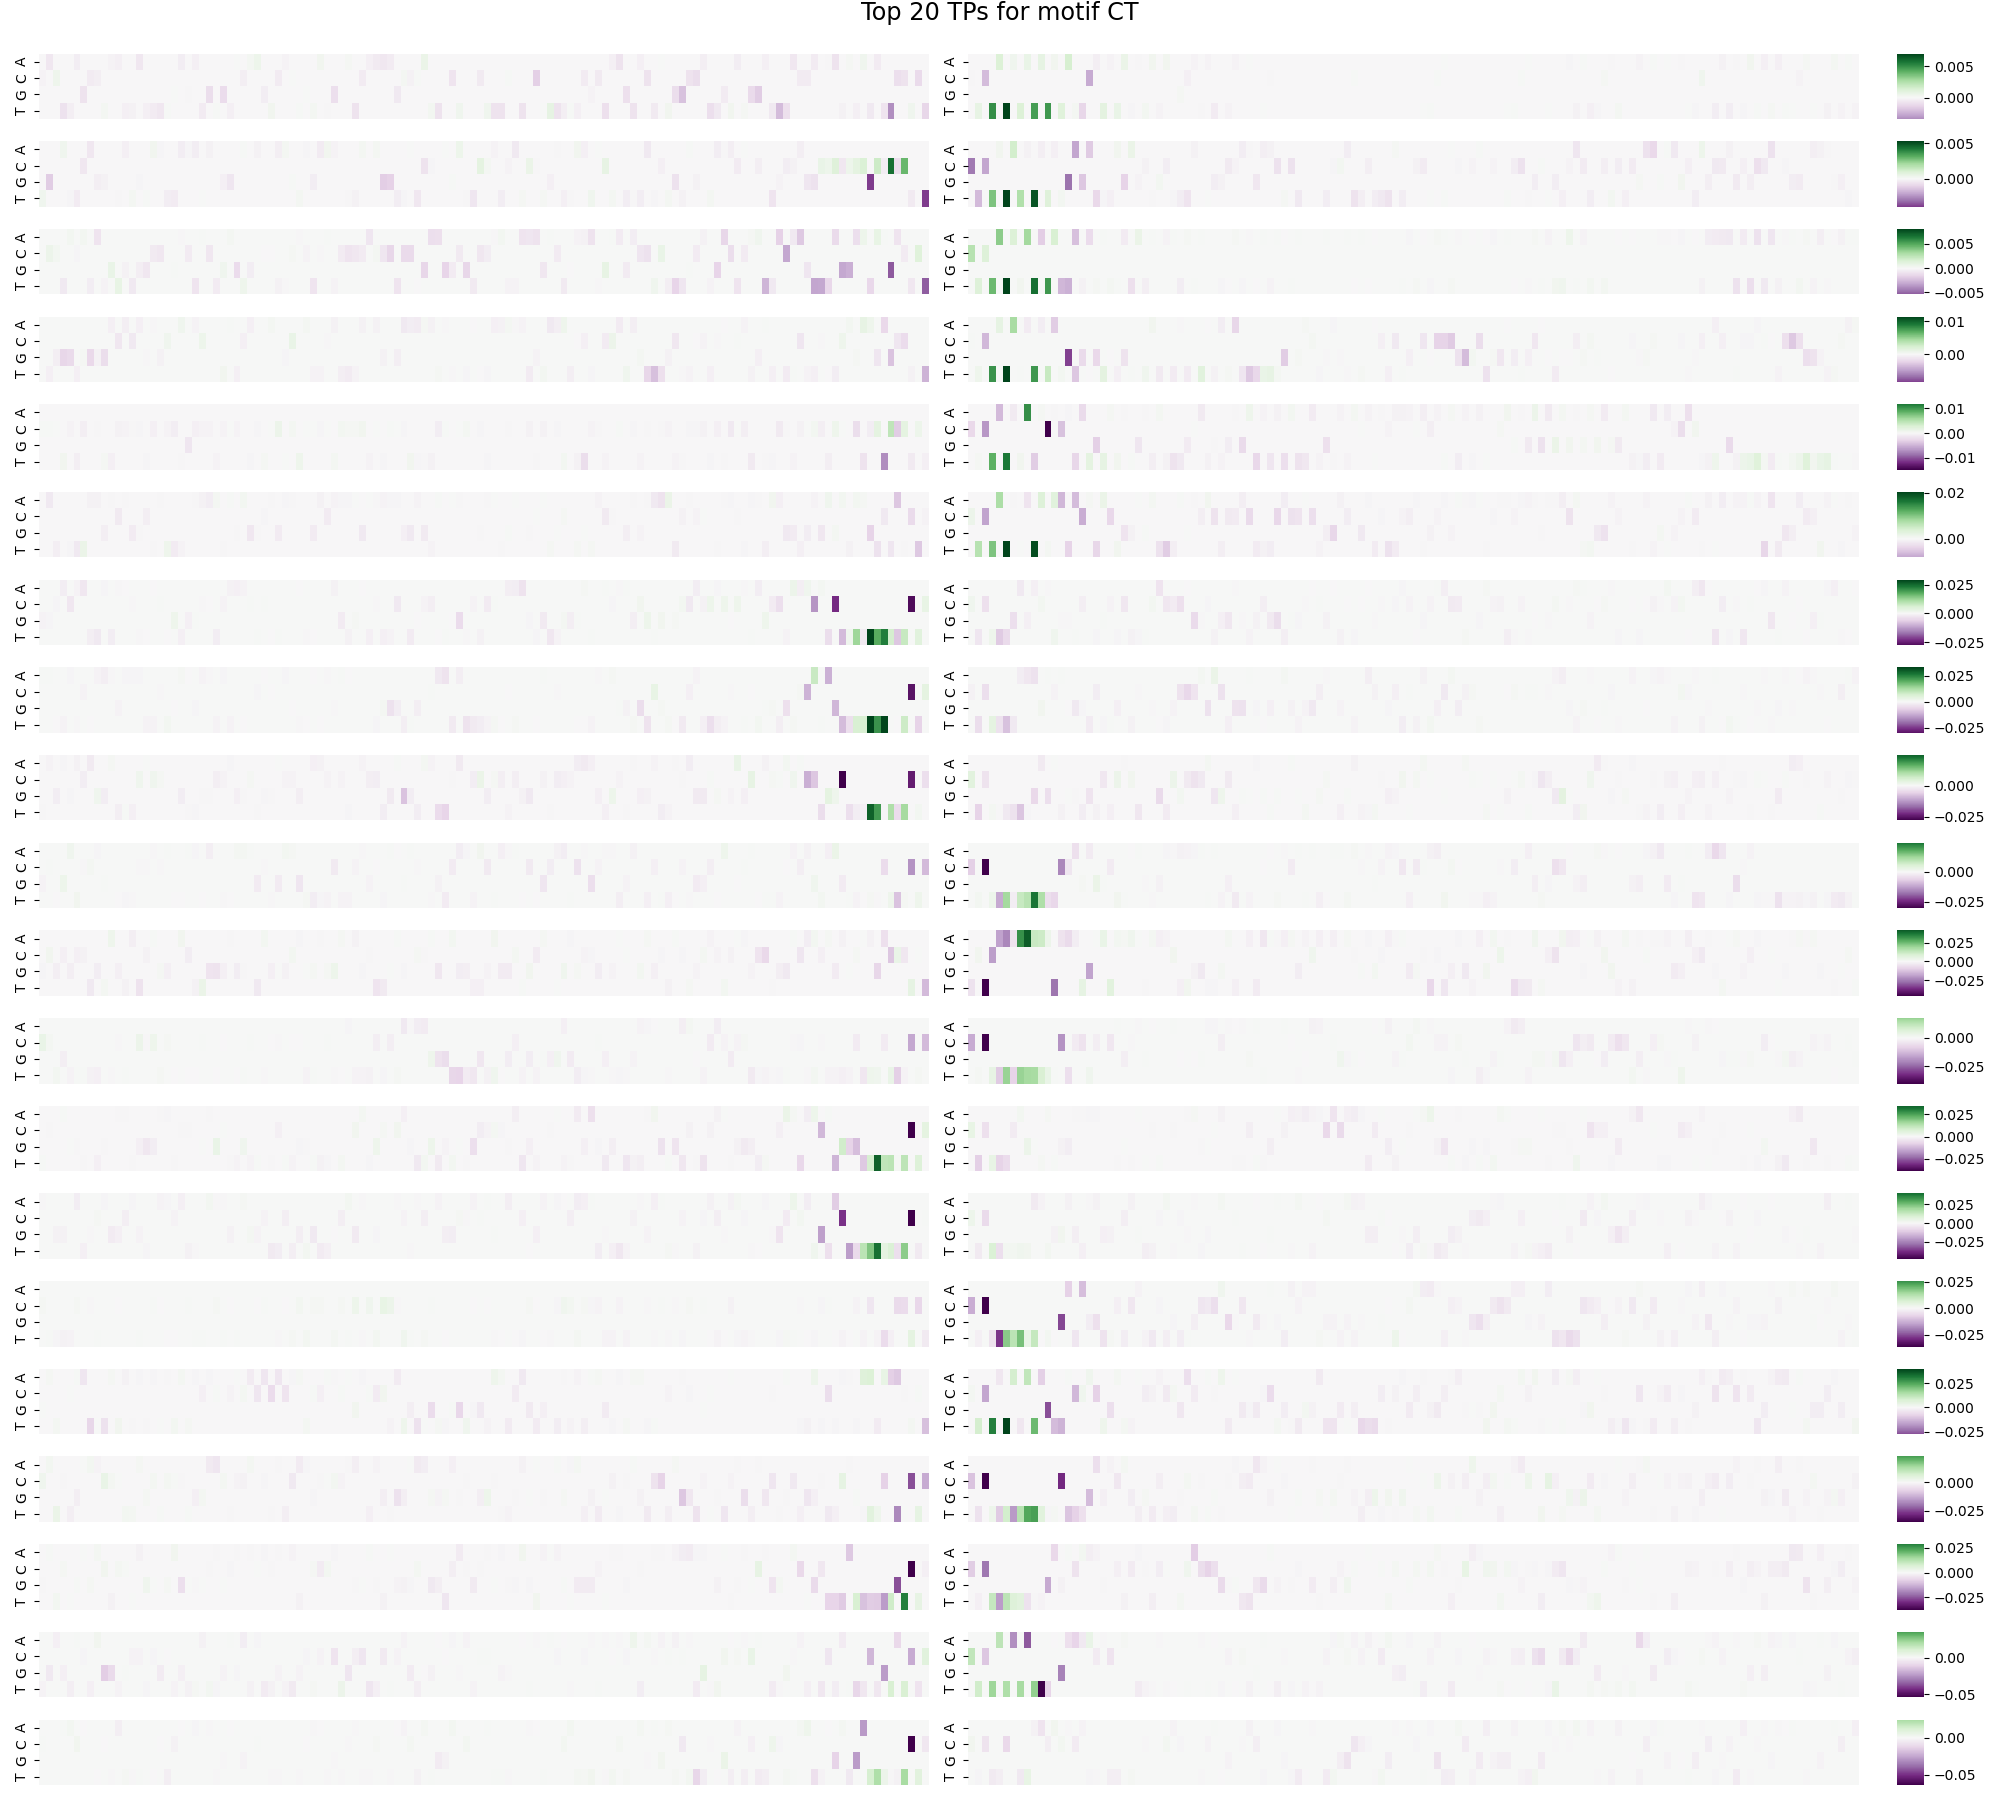 Top 20 TPs for motif CT
T G C A T G C A 0.005 0.000
T G C A T G C A 0.005 0.000
T G C A T G C A 0.005 0.000 −0.005
T G C A T G C A 0.01 0.00
T G C A T G C A 0.01 0.00 −0.01
T G C A T G C A 0.02 0.00
T G C A T G C A 0.025 0.000 −0.025
T G C A T G C A 0.025 0.000 −0.025
T G C A T G C A 0.000 −0.025
T G C A T G C A 0.000 −0.025
T G C A T G C A 0.025 0.000 −0.025
T G C A T G C A 0.000 −0.025
T G C A T G C A 0.025 0.000 −0.025
T G C A T G C A 0.025 0.000 −0.025
T G C A T G C A 0.025 0.000 −0.025
T G C A T G C A 0.025 0.000 −0.025
T G C A T G C A 0.000 −0.025
T G C A T G C A 0.025 0.000 −0.025
T G C A T G C A 0.00 −0.05
T G C A T G C A 0.00 −0.05